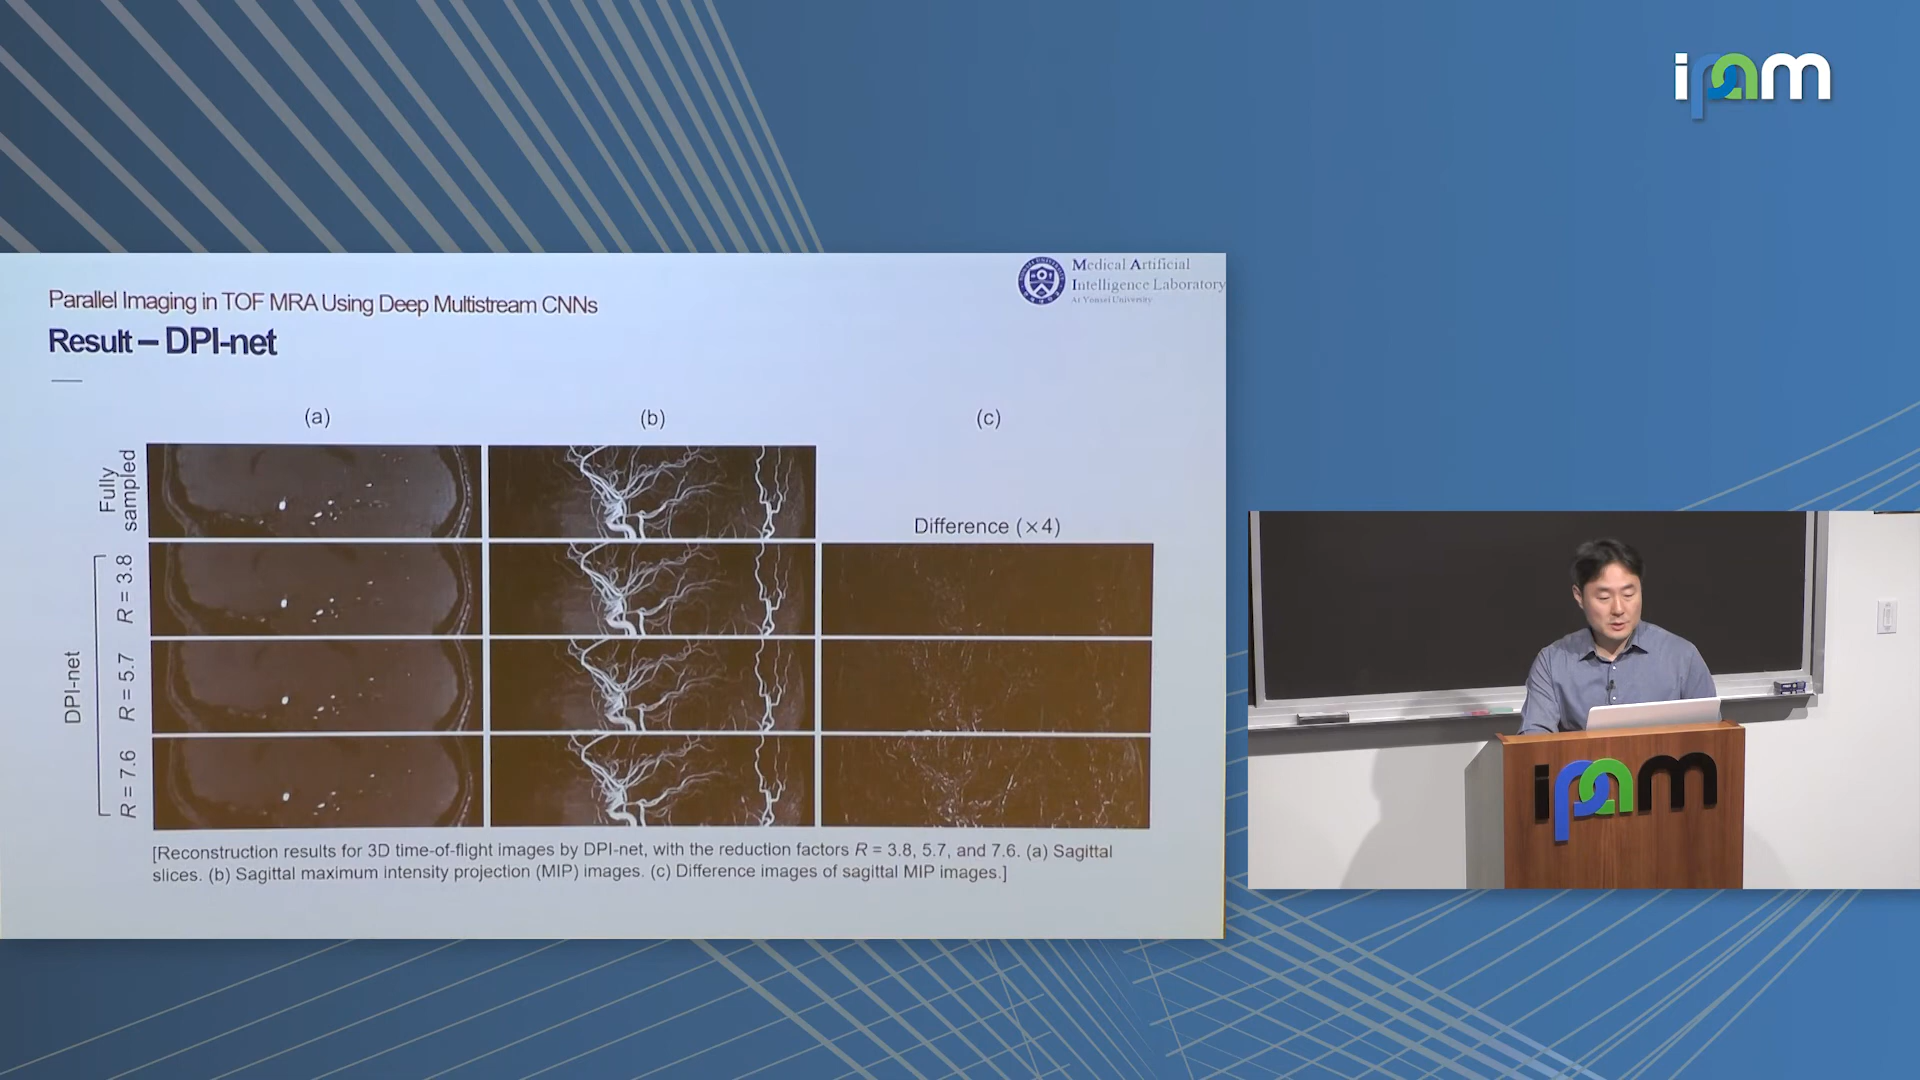 ipam
Medical Artificial
Intelligence Laboratory
At Yonsei University
Parallel Imaging in TOF MRA Using Deep Multistream CNNs
Result – DPI-net
(a)
(b)
(c)
Fully
sampled
Difference (×4)
DPI-net
R = 3.8
R = 5.7
R = 7.6
[Reconstruction results for 3D time-of-flight images by DPI-net, with the reduction factors R = 3.8, 5.7, and 7.6. (a) Sagittal
slices. (b) Sagittal maximum intensity projection (MIP) images. (c) Difference images of sagittal MIP images.]
ipam